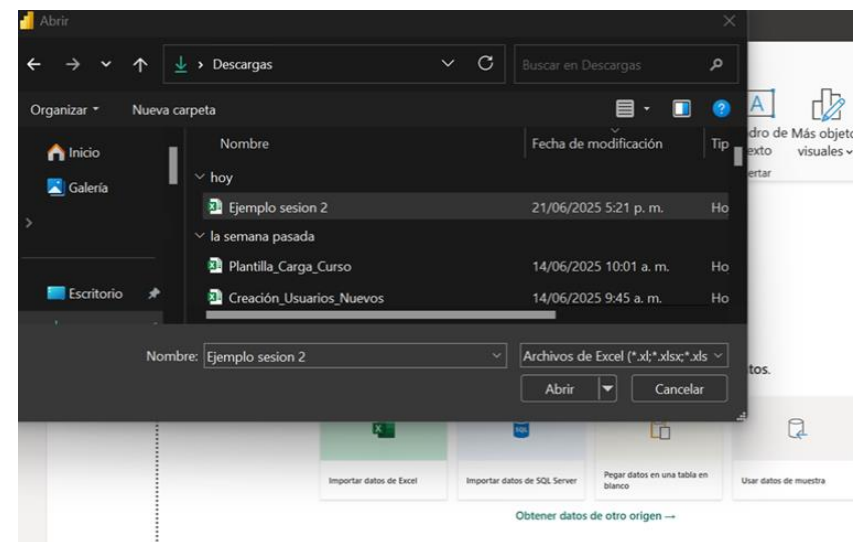 Abrir
Descargas
Buscar en Descargas
Organizar
Nueva carpeta
Inicio
Galería
Escritorio
Nombre
Fecha de modificación
Tip
hoy
Ejemplo sesion 2
21/06/2025 5:21 p. m.
Ho
la semana pasada
Plantilla_Carga_Curso
14/06/2025 10:01 a. m.
Ho
Creación_Usuarios_Nuevos
14/06/2025 9:45 a. m.
Ho
Nombre:
Ejemplo sesion 2
Archivos de Excel (*.xl;*.xlsx;*.xls
Abrir
Cancelar
A
dro de
exto
Más objeto
visuales
ertar
tos.
Importar datos de Excel
SQL
Importar datos de SQL Server
Pegar datos en una tabla en
blanco
Usar datos de muestra
Obtener datos de otro origen →